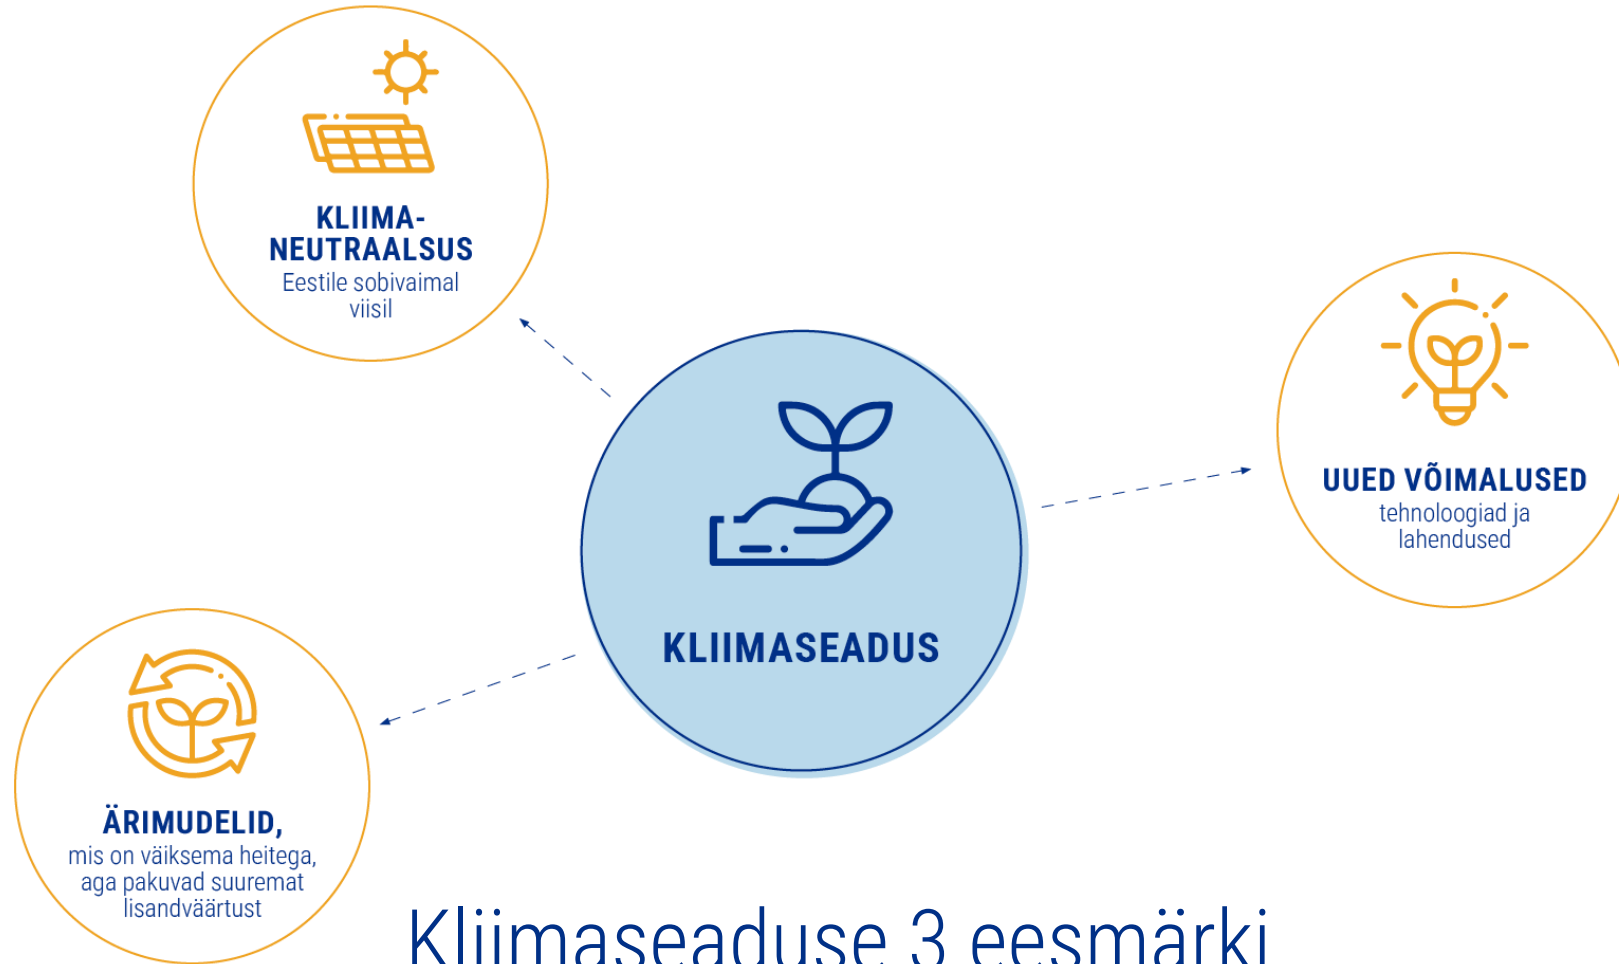 KLIIMA-
NEUTRAALSUS
Eestile sobivaimal
viisil
UUED VÕIMALUSED
tehnoloogiad ja
lahendused
KLIIMASEADUS
ÄRIMUDELID,
mis on väiksema heitega,
aga pakuvad suuremat
lisandväärtust
Kliimaseaduse 3 eesmärki